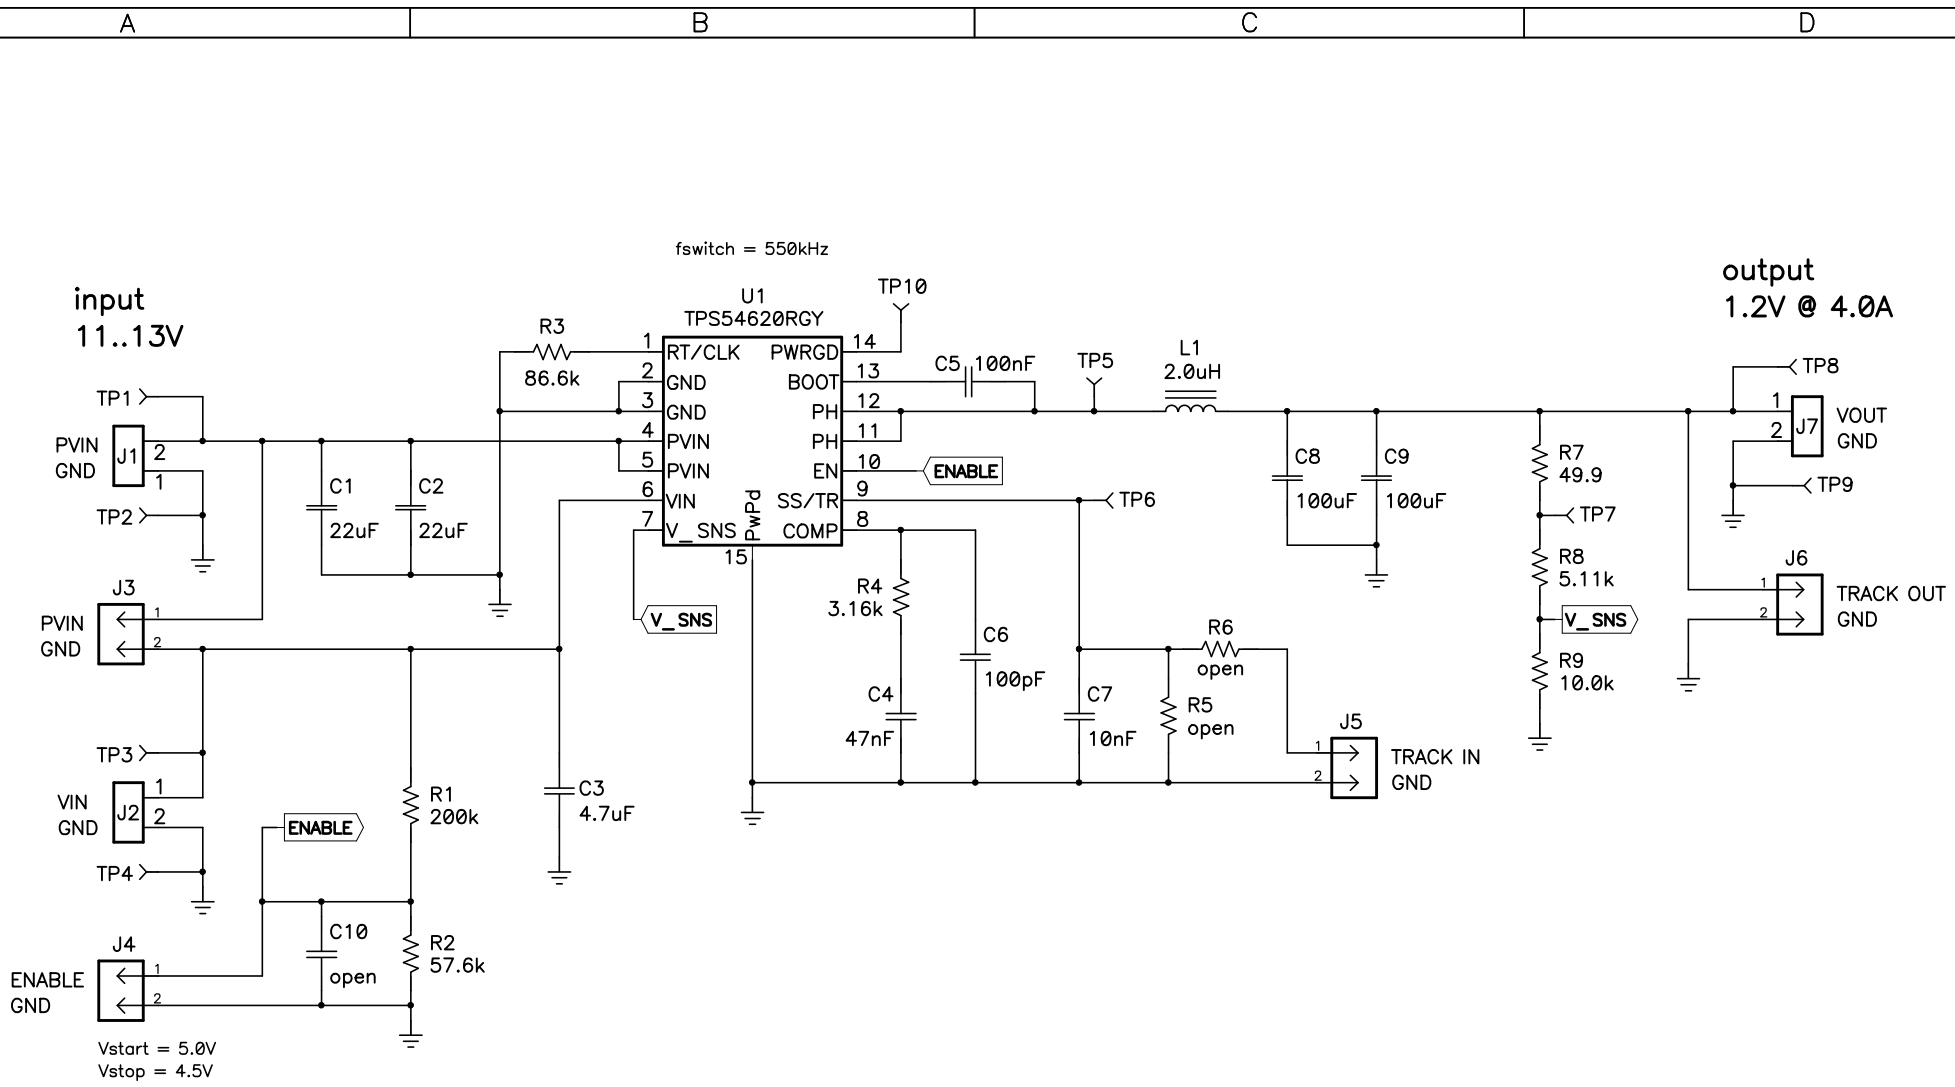 A
B
C
D
fswitch = 550kHz
input
11..13V
output
1.2V @ 4.0A
U1
TPS54620RGY
1
RT/CLK
2
GND
3
GND
4
PVIN
5
PVIN
6
VIN
7
V_SNS
PWRGD
14
BOOT
13
PH
12
PH
11
EN
10
SS/TR
9
COMP
8
PwPd
15
TP10
R3
86.6k
C5
100nF
TP5
L1
2.0uH
TP8
1
J7
VOUT
2
GND
TP9
TP1
PVIN
J1
2
GND
1
TP2
C1
22uF
C2
22uF
ENABLE
TP6
C8
100uF
C9
100uF
R7
49.9
TP7
R8
5.11k
V_SNS
R9
10.0k
J6
1
TRACK OUT
2
GND
J3
PVIN
1
GND
2
V_SNS
R4
3.16k
C6
100pF
C4
47nF
C7
10nF
R6
open
R5
open
J5
1
TRACK IN
2
GND
TP3
VIN
J2
1
GND
2
TP4
ENABLE
R1
200k
C3
4.7uF
C10
open
R2
57.6k
J4
ENABLE
1
GND
2
Vstart = 5.0V
Vstop = 4.5V